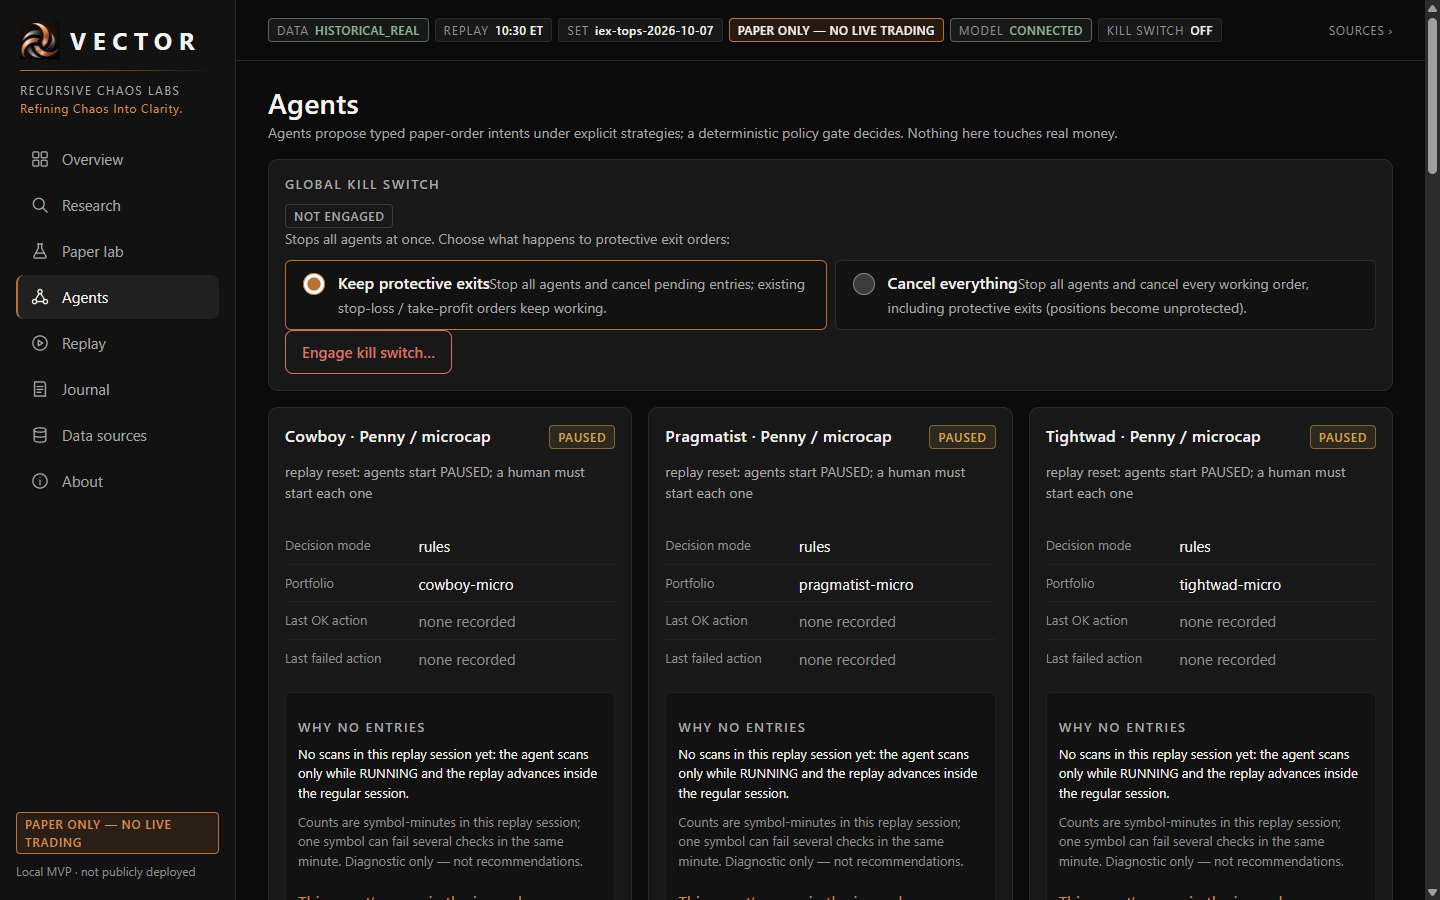 VECTOR
RECURSIVE CHAOS LABS
Refining Chaos Into Clarity.
Overview
Research
Paper lab
Agents
Replay
Journal
Data sources
About
PAPER ONLY — NO LIVE
TRADING
Local MVP · not publicly deployed
DATA HISTORICAL_REAL
REPLAY 10:30 ET
SET iex-tops-2026-10-07
PAPER ONLY — NO LIVE TRADING
MODEL CONNECTED
KILL SWITCH OFF
SOURCES ›
Agents
Agents propose typed paper-order intents under explicit strategies; a deterministic policy gate decides. Nothing here touches real money.
GLOBAL KILL SWITCH
NOT ENGAGED
Stops all agents at once. Choose what happens to protective exit orders:
Keep protective exitsStop all agents and cancel pending entries; existing
stop-loss / take-profit orders keep working.
Cancel everythingStop all agents and cancel every working order,
including protective exits (positions become unprotected).
Engage kill switch…
Cowboy · Penny / microcap PAUSED
replay reset: agents start PAUSED; a human must
start each one
Decision mode rules
Portfolio cowboy-micro
Last OK action none recorded
Last failed action none recorded
WHY NO ENTRIES
No scans in this replay session yet: the agent scans
only while RUNNING and the replay advances inside
the regular session.
Counts are symbol-minutes in this replay session;
one symbol can fail several checks in the same
minute. Diagnostic only — not recommendations.
Pragmatist · Penny / microcap PAUSED
replay reset: agents start PAUSED; a human must
start each one
Decision mode rules
Portfolio pragmatist-micro
Last OK action none recorded
Last failed action none recorded
WHY NO ENTRIES
No scans in this replay session yet: the agent scans
only while RUNNING and the replay advances inside
the regular session.
Counts are symbol-minutes in this replay session;
one symbol can fail several checks in the same
minute. Diagnostic only — not recommendations.
Tightwad · Penny / microcap PAUSED
replay reset: agents start PAUSED; a human must
start each one
Decision mode rules
Portfolio tightwad-micro
Last OK action none recorded
Last failed action none recorded
WHY NO ENTRIES
No scans in this replay session yet: the agent scans
only while RUNNING and the replay advances inside
the regular session.
Counts are symbol-minutes in this replay session;
one symbol can fail several checks in the same
minute. Diagnostic only — not recommendations.